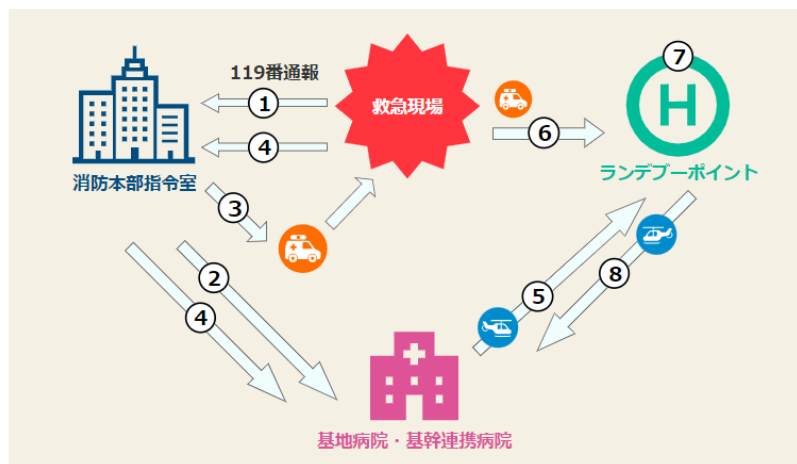 119番通報
①
救急現場
⑦
H
④
⑥
消防本部指令室
ランデブーポイント
③
②
⑤
⑧
④
基地病院・基幹連携病院